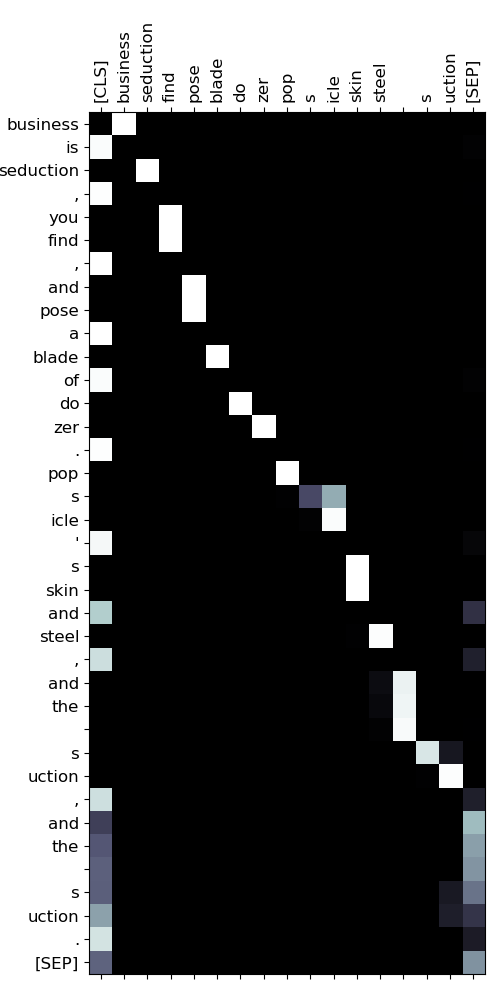 [CLS]
business
seduction
find
pose
blade
do
zer
pop
s
icle
skin
steel
s
uction
[SEP]
business
is
seduction
,
you
find
,
and
pose
a
blade
of
do
zer
.
pop
s
icle
'
s
skin
and
steel
,
and
the
s
uction
,
and
the
s
uction
.
[SEP]